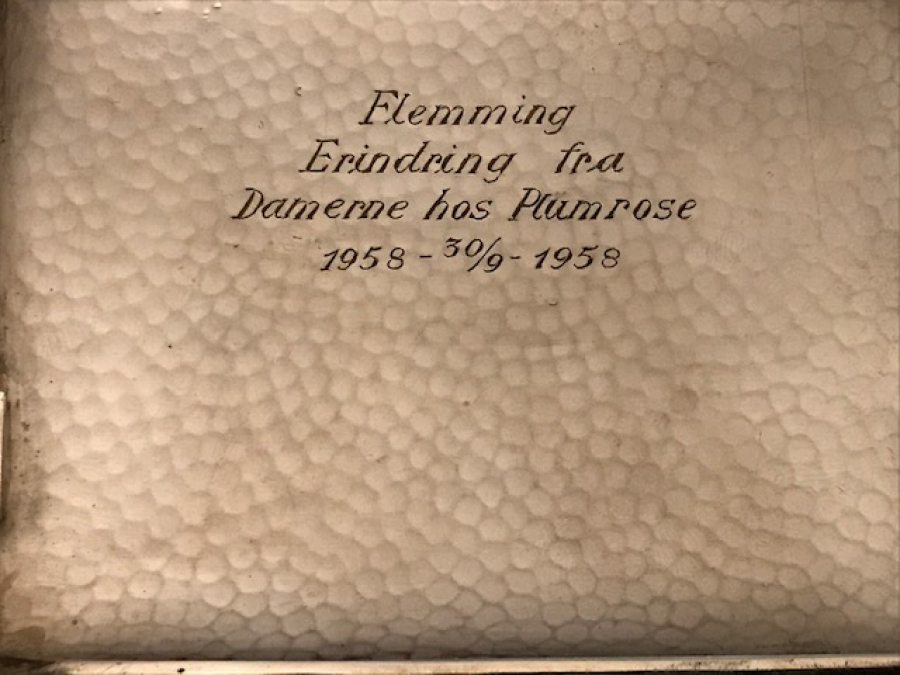 Flemming
Erindring fra
Damerne hos Plumrose
1958 - 30/9 - 1958